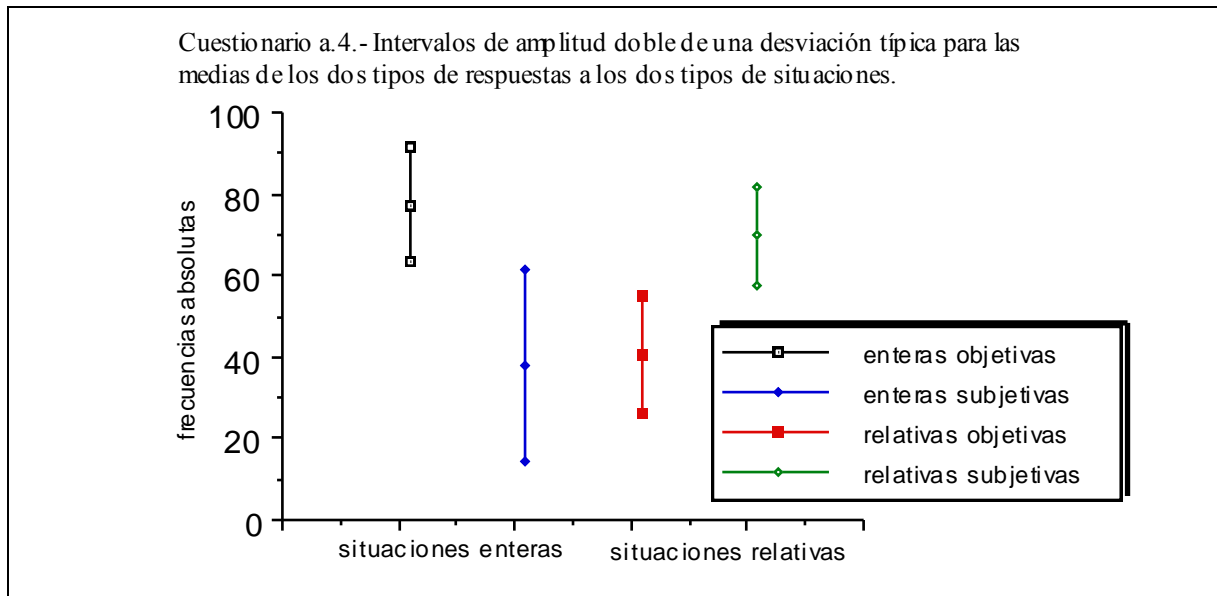 Cuestionario a.4.- Intervalos de amplitud doble de una desviación típica para las
medias de los dos tipos de respuestas a los dos tipos de situaciones.
100
80
60
40
20
0
frecuencias absolutas
situaciones enteras
situaciones relativas
enteras objetivas
enteras subjetivas
relativas objetivas
relativas subjetivas